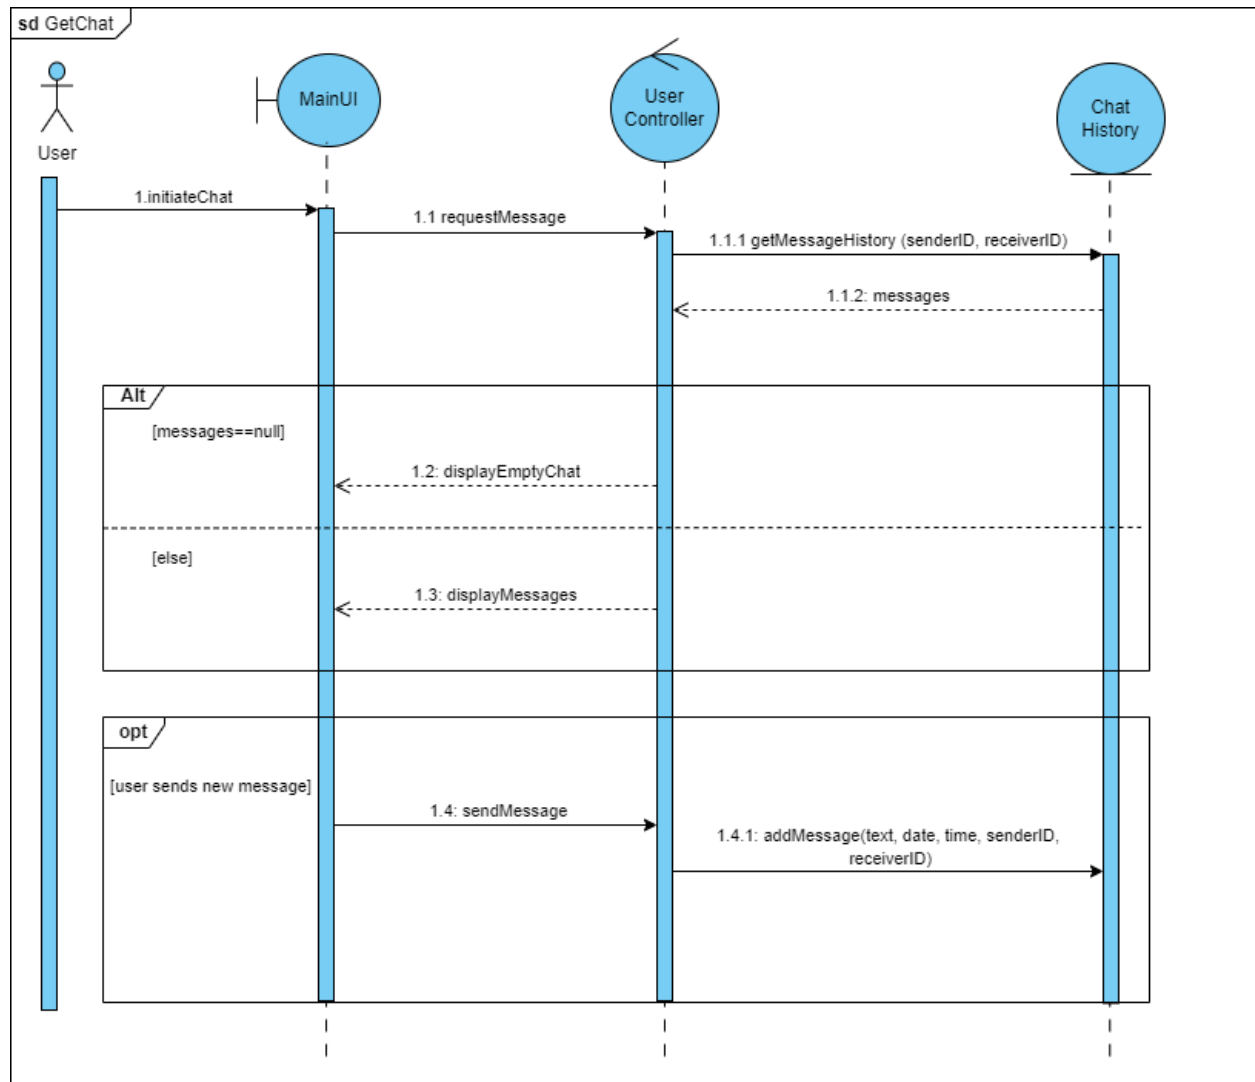 sd GetChat
User
MainUI
User
Controller
Chat
History
1.initiateChat
1.1 requestMessage
1.1.1 getMessageHistory (senderID, receiverID)
1.1.2: messages
Alt
[messages==null]
1.2: displayEmptyChat
[else]
1.3: displayMessages
opt
[user sends new message]
1.4: sendMessage
1.4.1: addMessage(text, date, time, senderID,
receiverID)